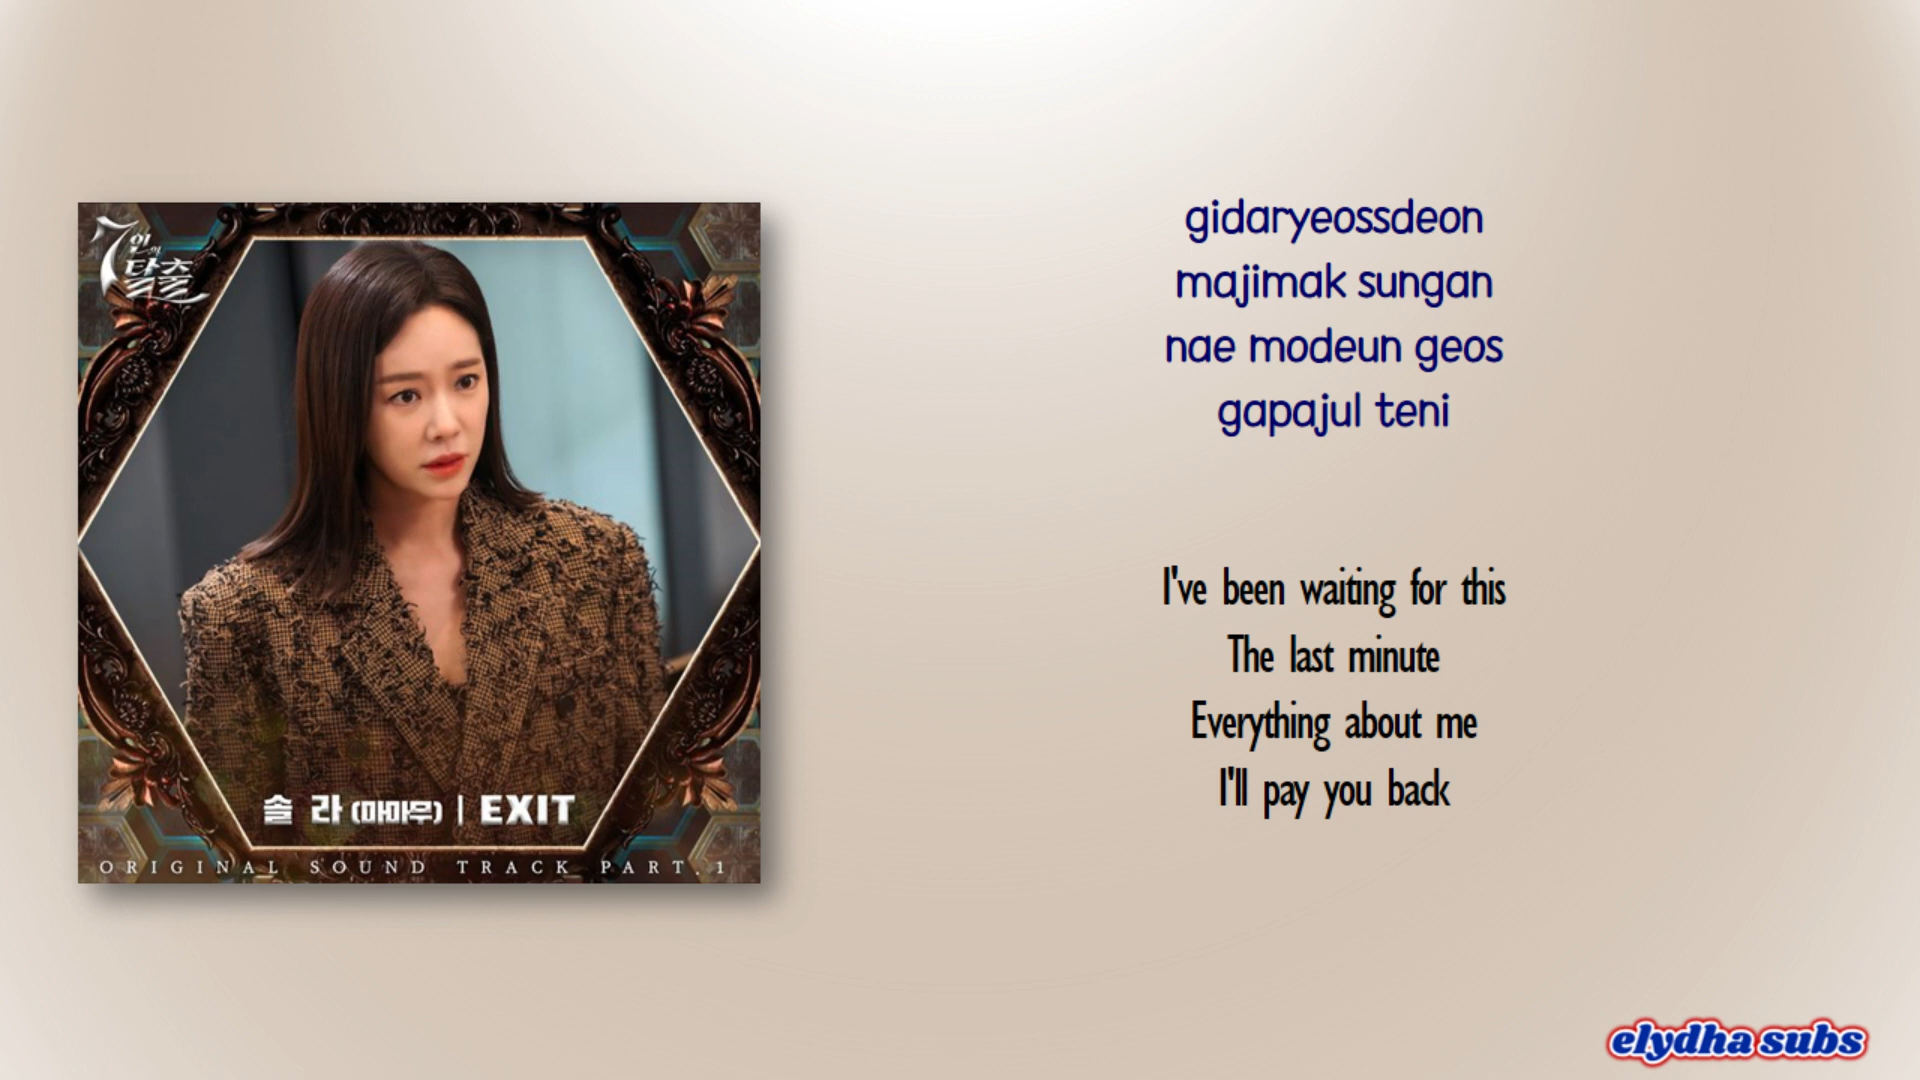 7인의
탈출
솔라 (마마무) | EXIT
ORIGINAL SOUND TRACK PART.1
gidaryeossdeon
majimak sungan
nae modeun geos
gapajul teni
I've been waiting for this
The last minute
Everything about me
I'll pay you back
elydha subs